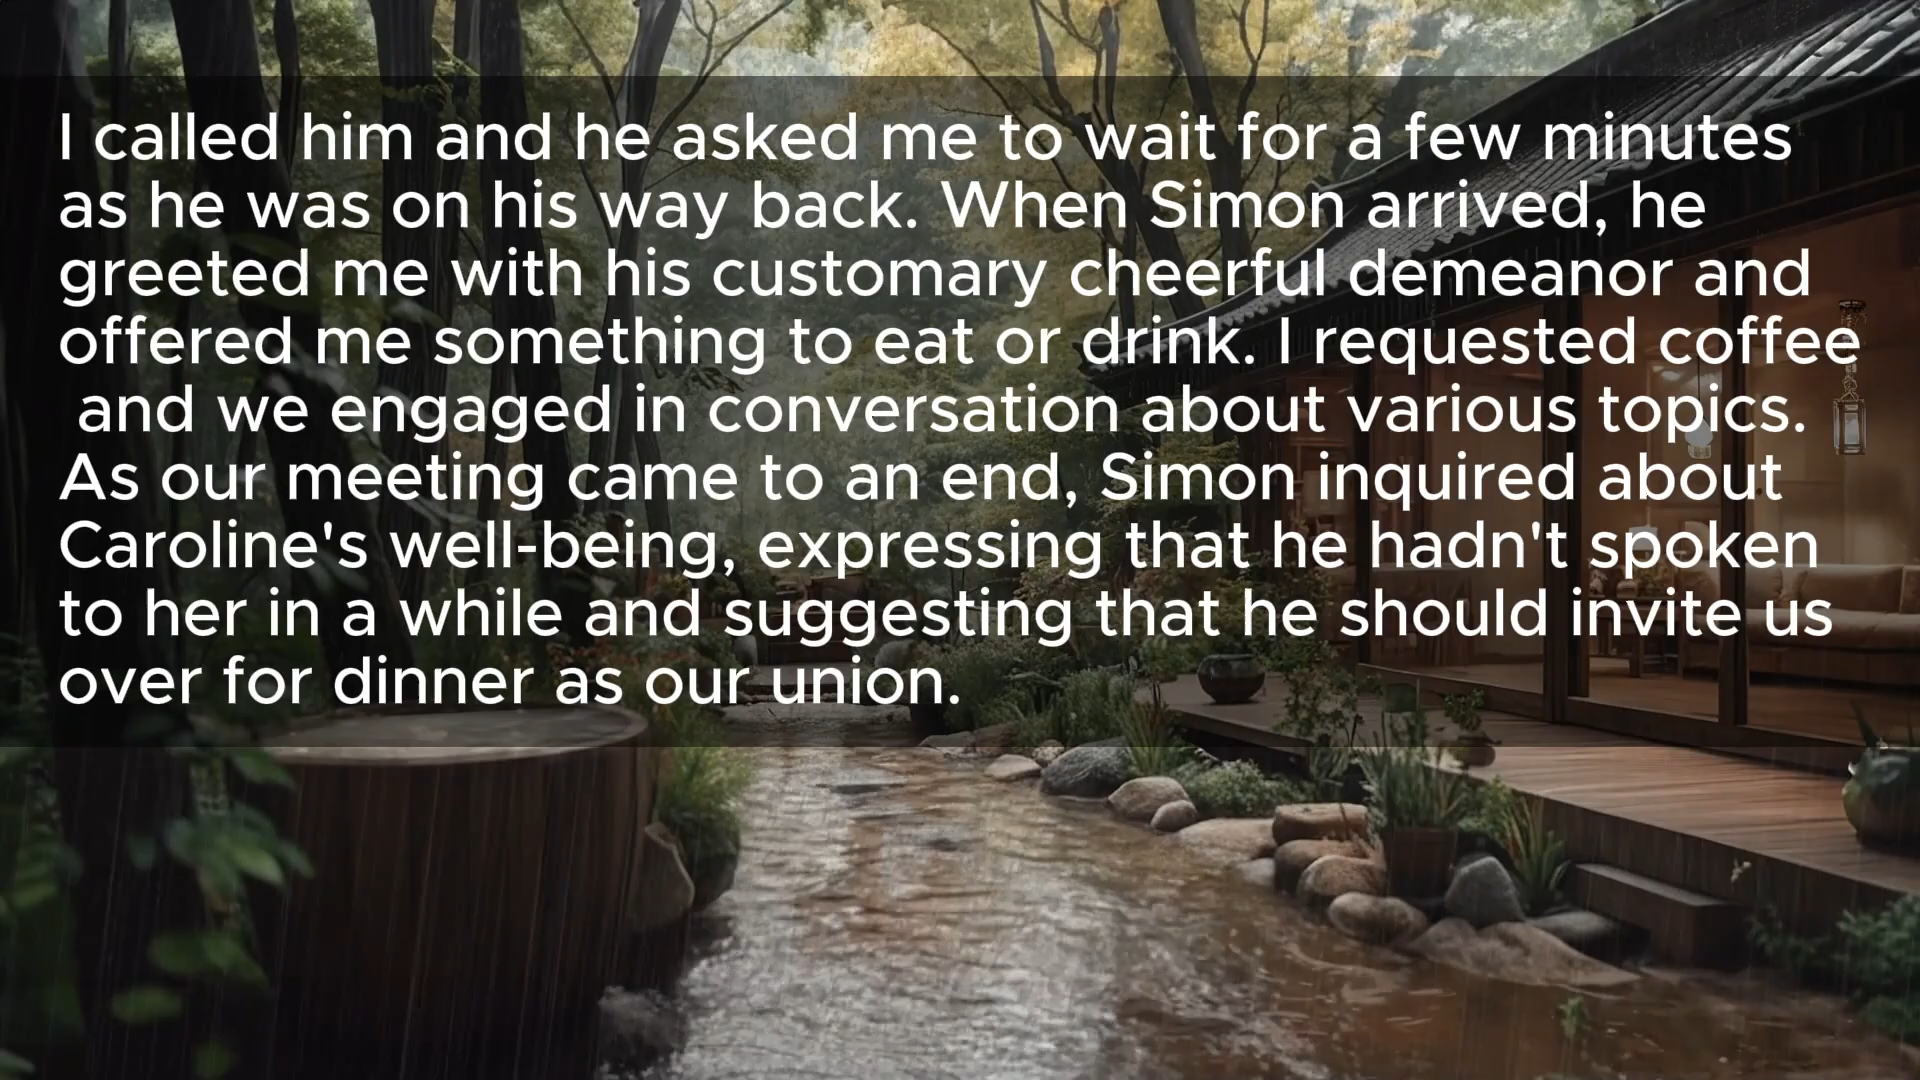 I called him and he asked me to wait for a few minutes
as he was on his way back. When Simon arrived, he
greeted me with his customary cheerful demeanor and
offered me something to eat or drink. I requested coffee
and we engaged in conversation about various topics.
As our meeting came to an end, Simon inquired about
Caroline's well-being, expressing that he hadn't spoken
to her in a while and suggesting that he should invite us
over for dinner as our union.